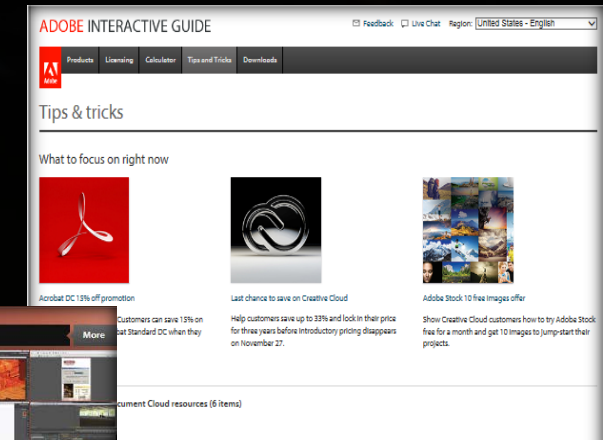 ADOBE INTERACTIVE GUIDE
Feedback Live Chat Region: United States - English
Adobe
Products Licensing Calculator Tips and Tricks Downloads
Tips & tricks
What to focus on right now
Acrobat DC 15% off promotion
Customers can save 15% on
bat Standard DC when they
Last chance to save on Creative Cloud
Help customers save up to 33% and lock in their price
for three years before introductory pricing disappears
on November 27.
Adobe Stock 10 free images offer
Show Creative Cloud customers how to try Adobe Stock
free for a month and get 10 images to jump-start their
projects.
More
cument Cloud resources (6 items)